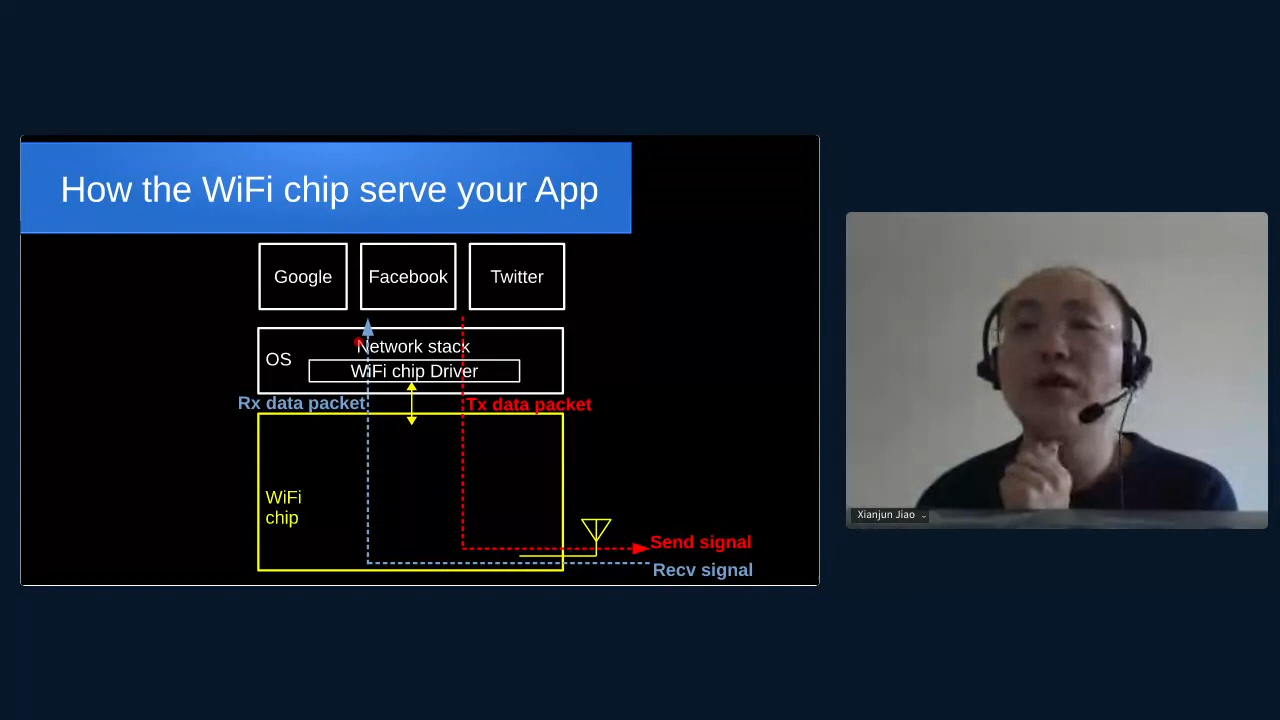 How the WiFi chip serve your App
Google
Facebook
Twitter
OS
Network stack
WiFi chip Driver
Rx data packet
Tx data packet
WiFi
chip
Send signal
Recv signal
Xianjun Jiao